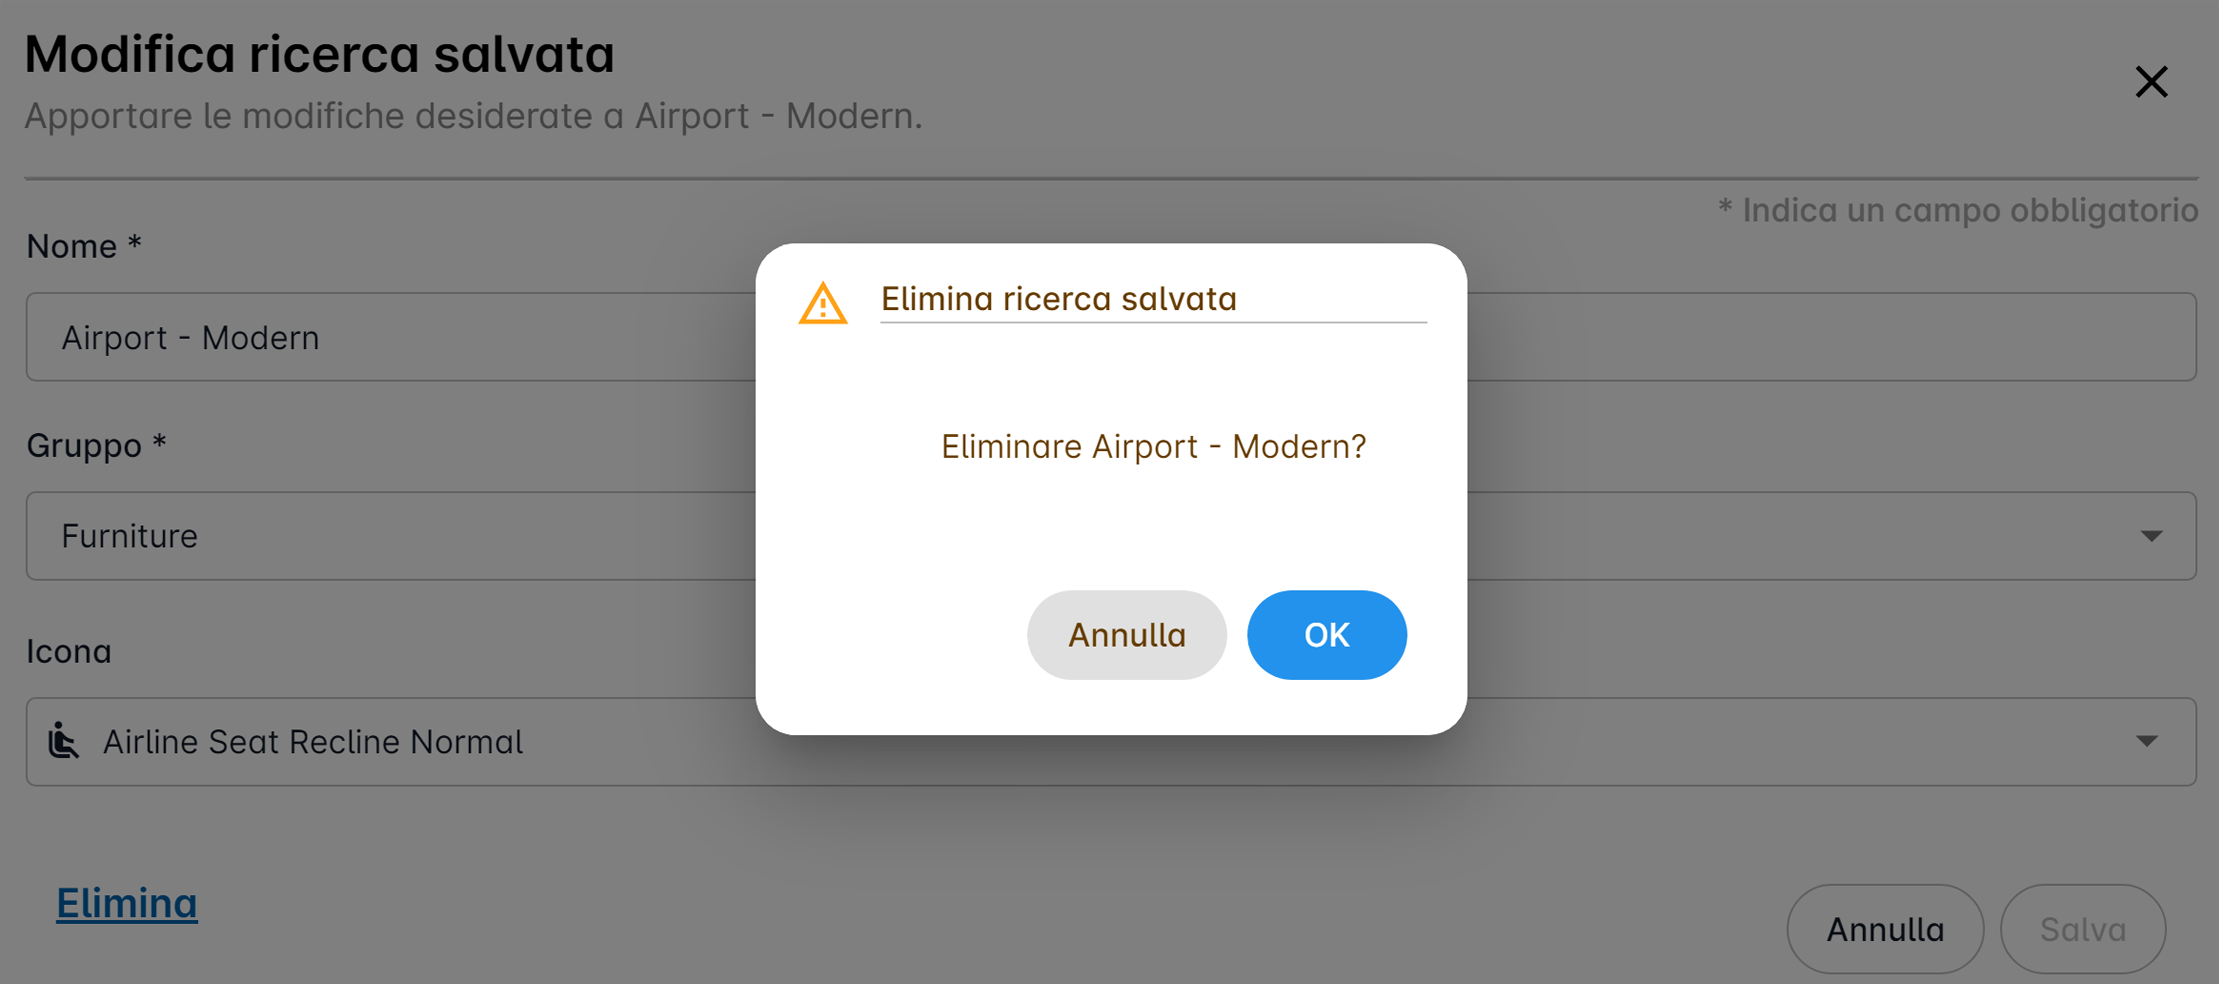 Modifica ricerca salvata
Apportare le modifiche desiderate a Airport - Modern.
* Indica un campo obbligatorio
Nome *
Airport - Modern
Gruppo *
Furniture
Icona
Airline Seat Recline Normal
Elimina
Annulla
Salva
Elimina ricerca salvata
Eliminare Airport - Modern?
Annulla
OK